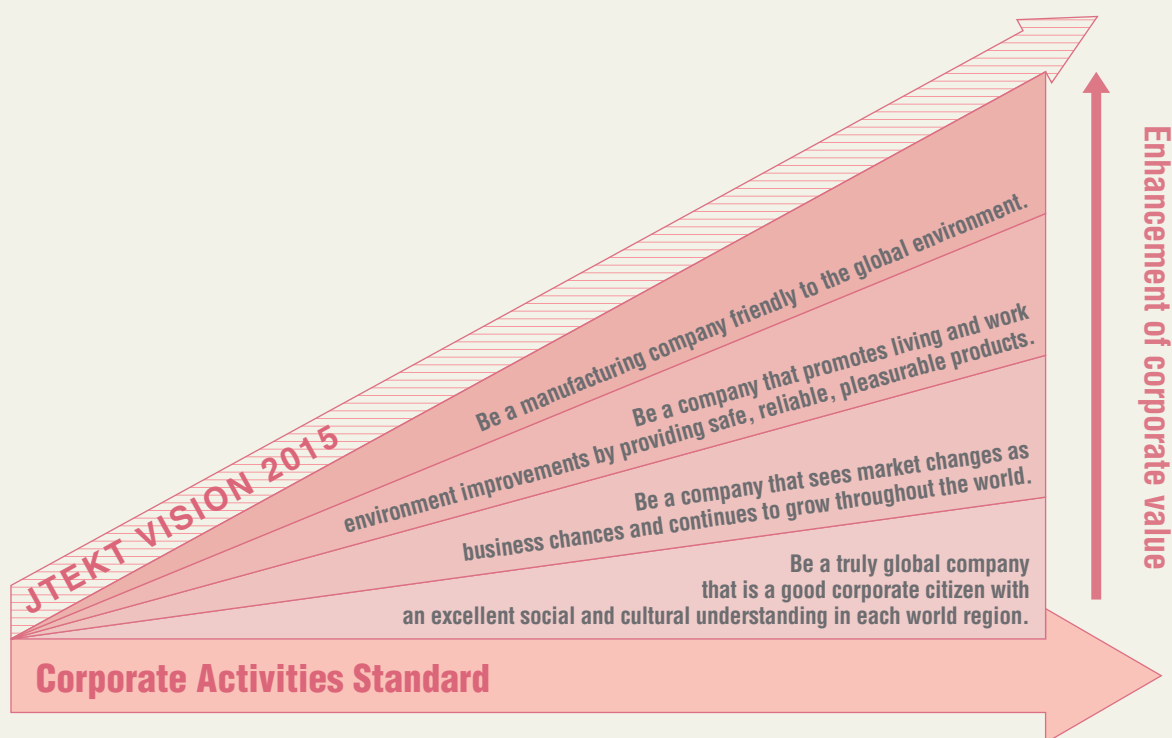 JTEKT VISION 2015
Be a manufacturing company friendly to the global environment.
Be a company that promotes living and work
environment improvements by providing safe, reliable, pleasurable products.
Be a company that sees market changes as
business chances and continues to grow throughout the world.
Be a truly global company
that is a good corporate citizen with
an excellent social and cultural understanding in each world region.
Corporate Activities Standard
Enhancement of corporate value